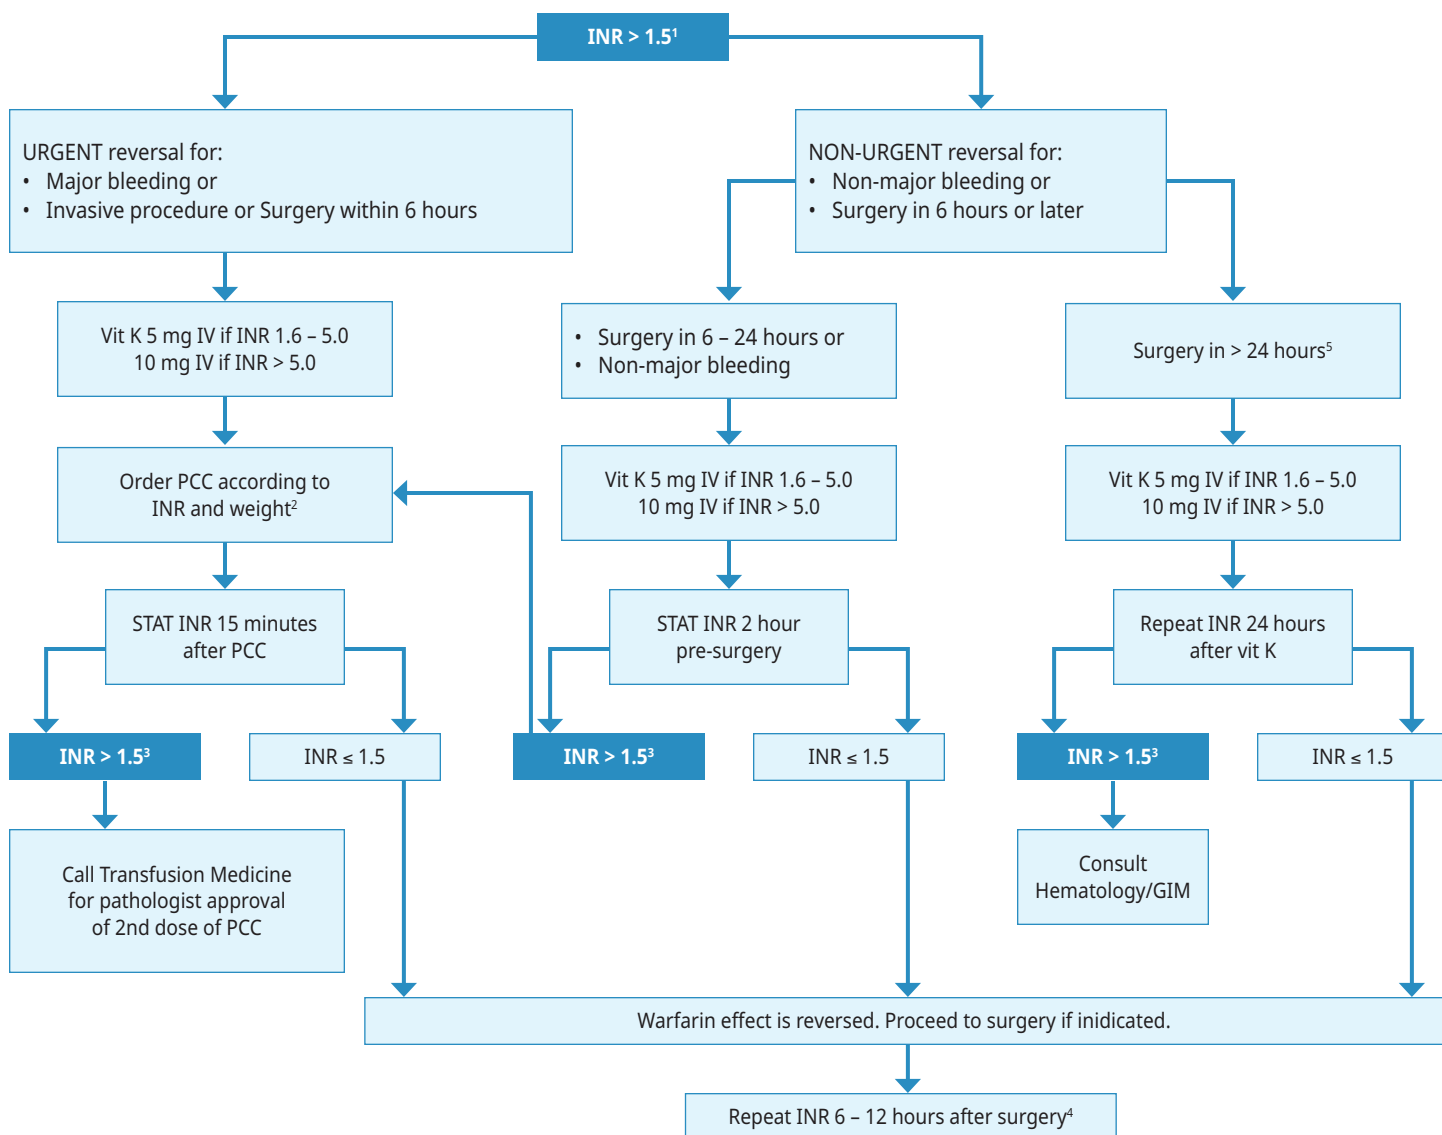 INR > 1.5¹
URGENT reversal for:
• Major bleeding or
• Invasive procedure or Surgery within 6 hours
NON-URGENT reversal for:
• Non-major bleeding or
• Surgery in 6 hours or later
Vit K 5 mg IV if INR 1.6 – 5.0
10 mg IV if INR > 5.0
• Surgery in 6 – 24 hours or
• Non-major bleeding
Surgery in > 24 hours⁵
Order PCC according to
INR and weight²
Vit K 5 mg IV if INR 1.6 – 5.0
10 mg IV if INR > 5.0
Vit K 5 mg IV if INR 1.6 – 5.0
10 mg IV if INR > 5.0
STAT INR 15 minutes
after PCC
STAT INR 2 hour
pre-surgery
Repeat INR 24 hours
after vit K
INR > 1.5³
INR ≤ 1.5
INR > 1.5³
INR ≤ 1.5
INR > 1.5³
INR ≤ 1.5
Call Transfusion Medicine
for pathologist approval
of 2nd dose of PCC
Consult
Hematology/GIM
Warfarin effect is reversed. Proceed to surgery if inidicated.
Repeat INR 6 – 12 hours after surgery⁴